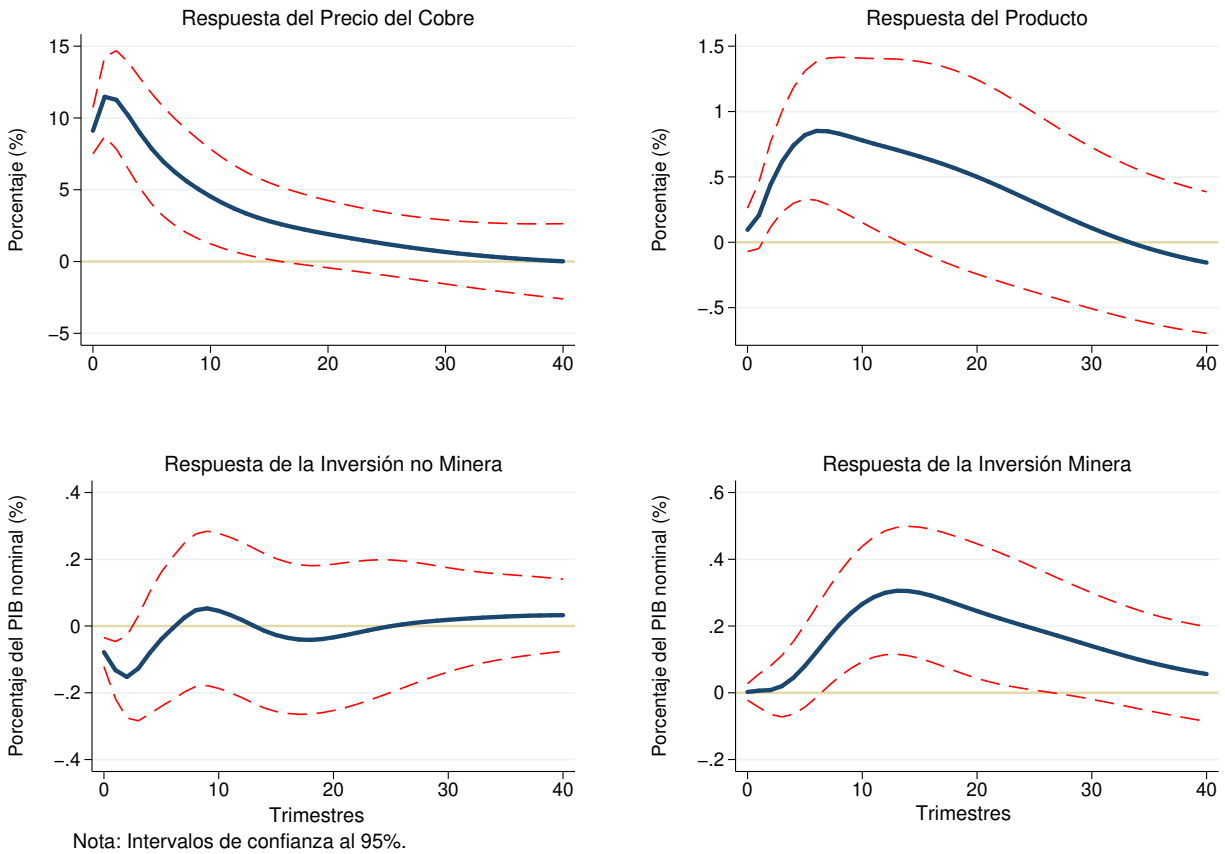 Respuesta del Precio del Cobre
Porcentaje (%)
15
10
5
0
−5
0 10 20 30 40
Respuesta del Producto
Porcentaje (%)
1.5
1
.5
0
−.5
0 10 20 30 40
Respuesta de la Inversión no Minera
Porcentaje del PIB nominal (%)
.4
.2
0
−.2
−.4
0 10 20 30 40
Trimestres
Respuesta de la Inversión Minera
Porcentaje del PIB nominal (%)
.6
.4
.2
0
−.2
0 10 20 30 40
Trimestres
Nota: Intervalos de confianza al 95%.